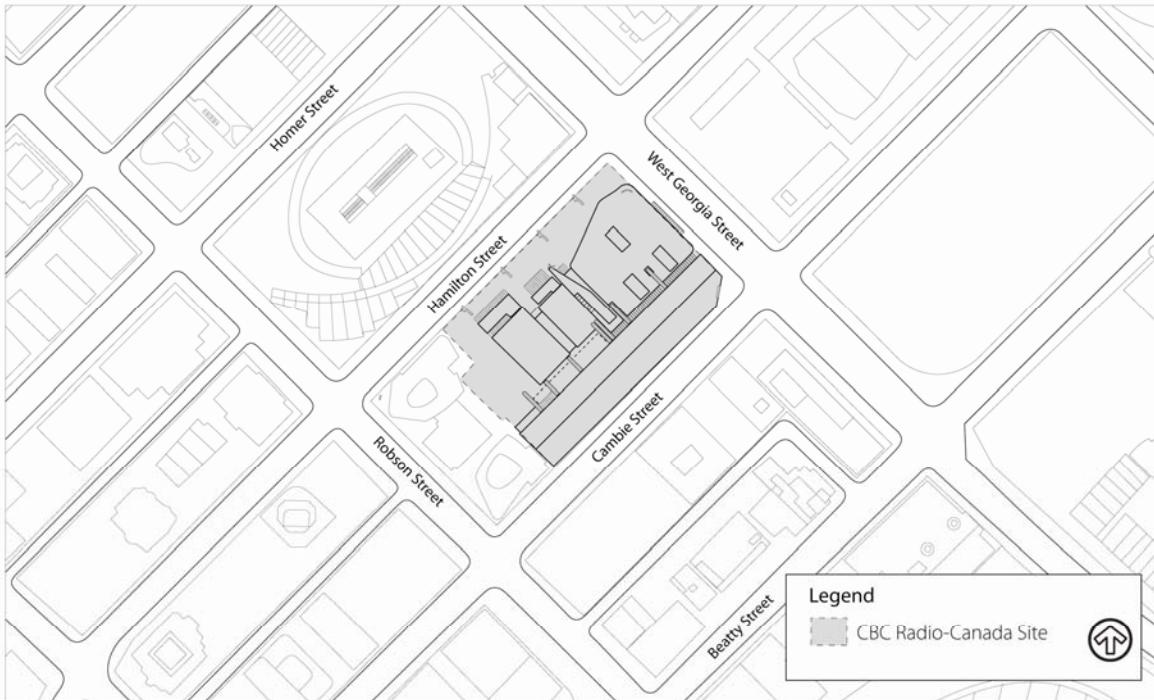 Homer Street
West Georgia Street
Hamilton Street
Cambie Street
Robson Street
Beatty Street
Legend
CBC Radio-Canada Site